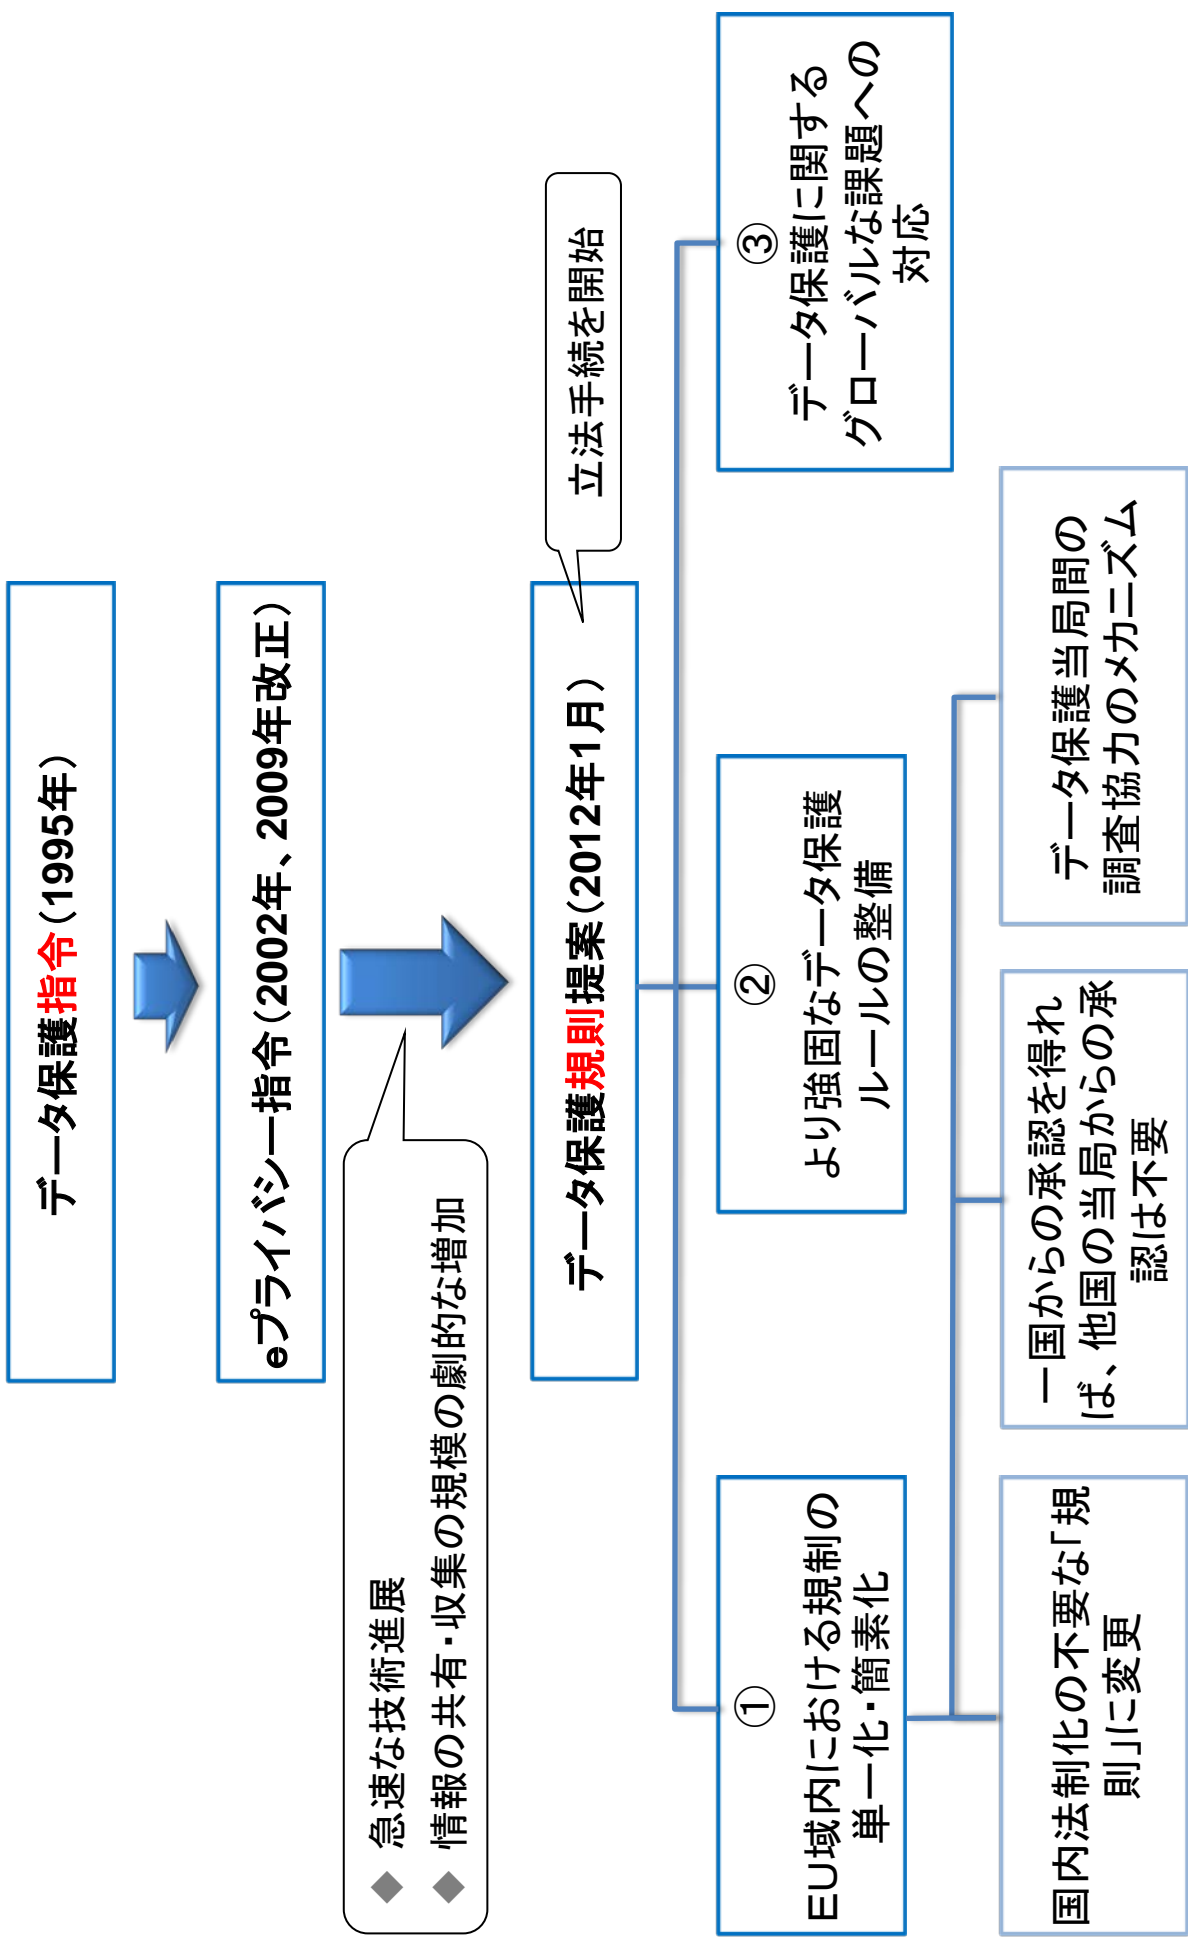 データ保護指令(1995年)
eプライバシー指令(2002年、2009年改正)
◆ 急速な技術進展
◆ 情報の共有・収集の規模の劇的な増加
データ保護規則提案(2012年1月)
立法手続を開始
①
EU域内における規制の
単一化・簡素化
②
より強固なデータ保護
ルールの整備
③
データ保護に関する
グローバルな課題への
対応
国内法制化の不要な「規
則」に変更
一国からの承認を得れ
ば、他国の当局からの承
認は不要
データ保護当局間の
調査協力のメカニズム